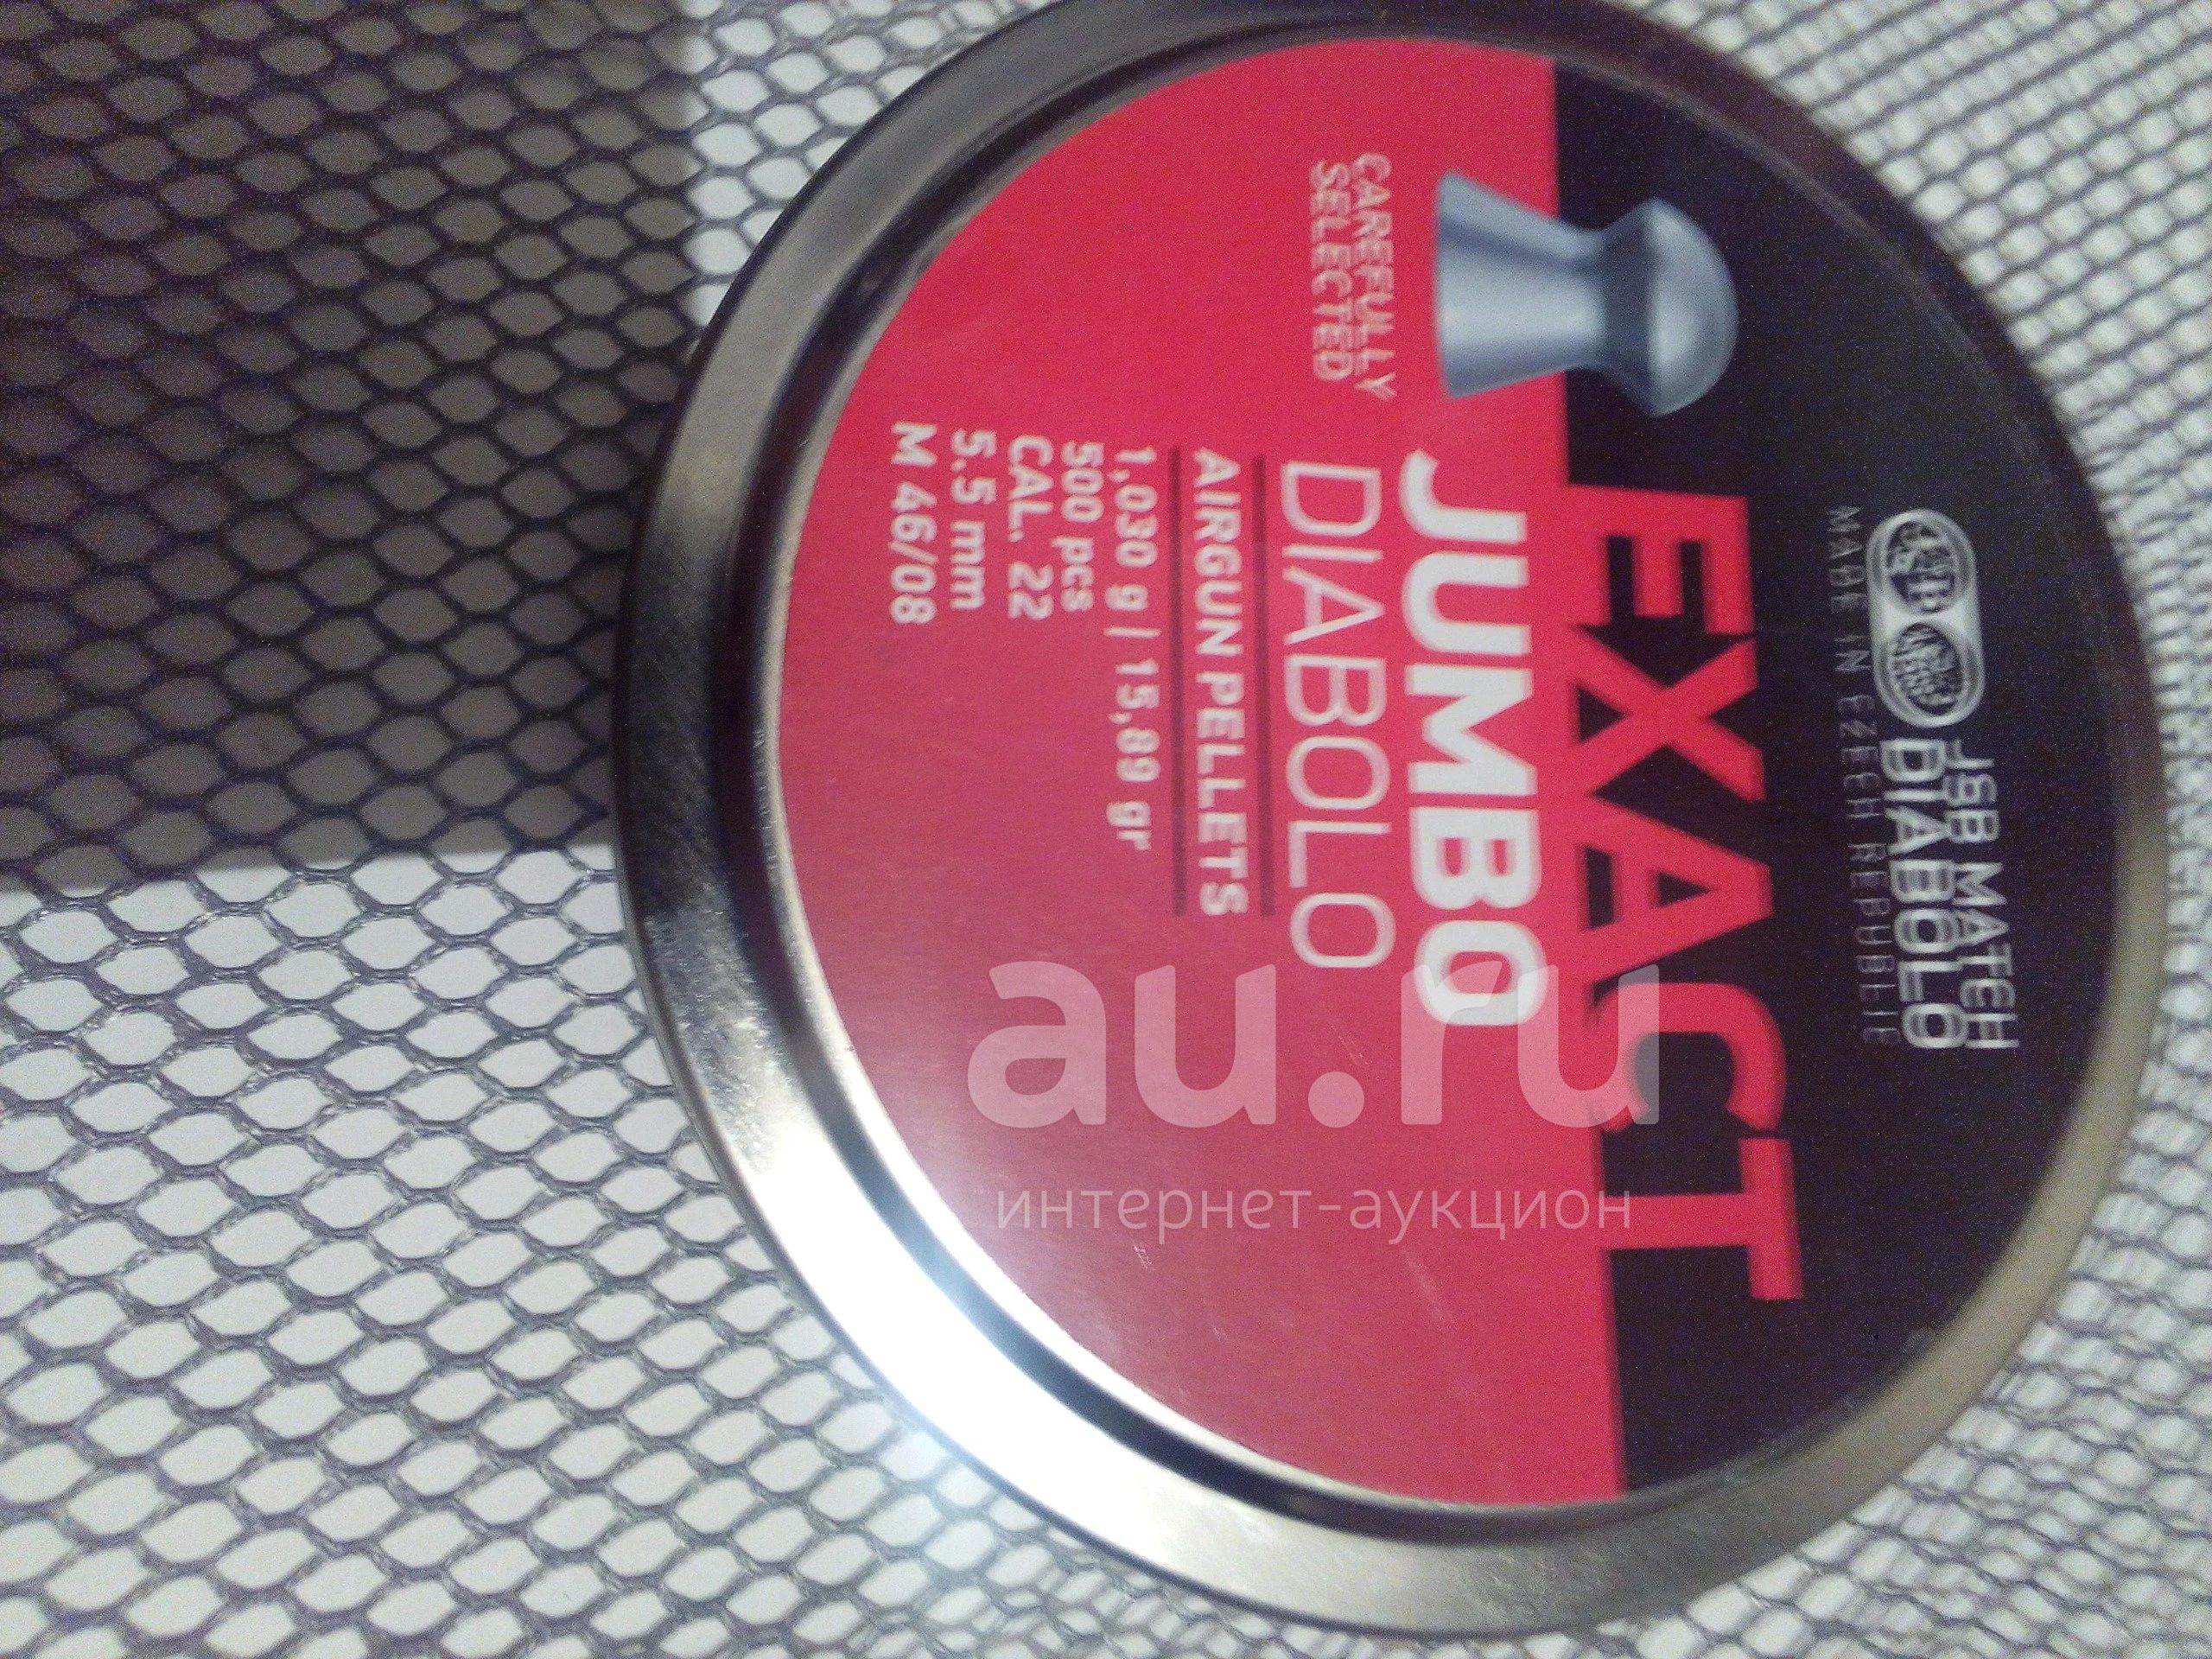 JSB MATCH
DIABOLO
MADE IN CZECH REPUBLIC
EXACT
JUMBO
DIABOLO
CAREFULLY
SELECTED
AIRGUN PELLETS
1,030 g | 15,89 gr
500 pcs
CAL. 22
5.5 mm
M 46/08
au.ru
интернет-аукцион